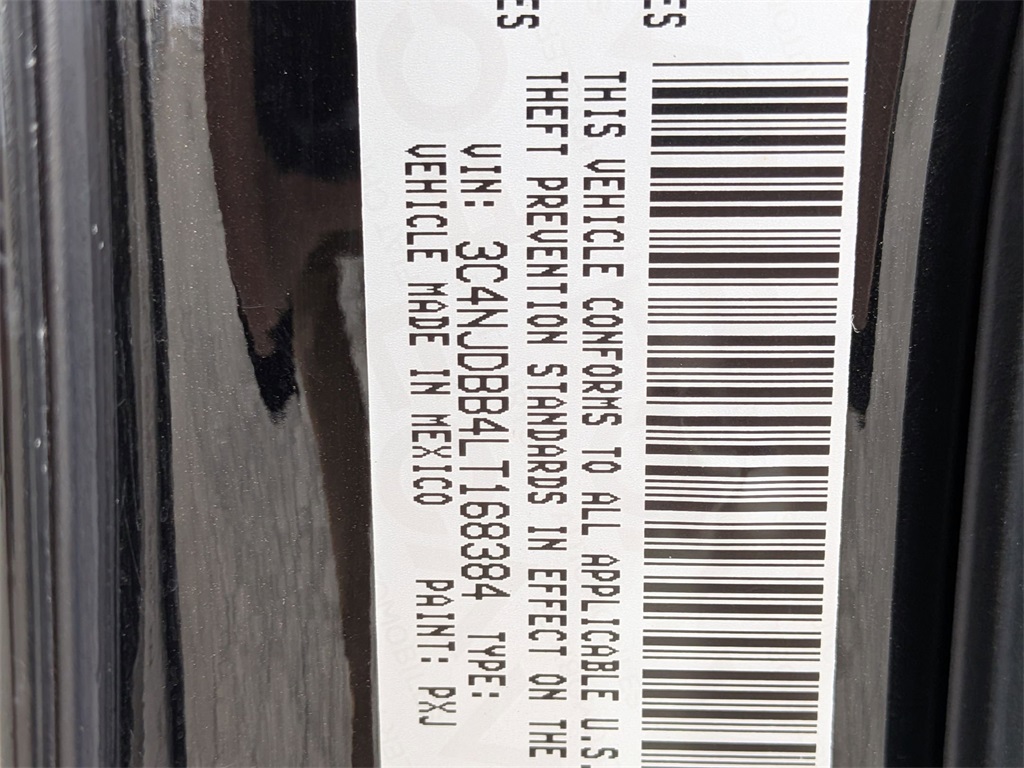 ES
ES
THIS VEHICLE CONFORMS TO ALL APPLICABLE U.S.
THEFT PREVENTION STANDARDS IN EFFECT ON THE
VIN: 3C4NJDBB4LT168384 TYPE:
VEHICLE MADE IN MEXICO PAINT: PXJ